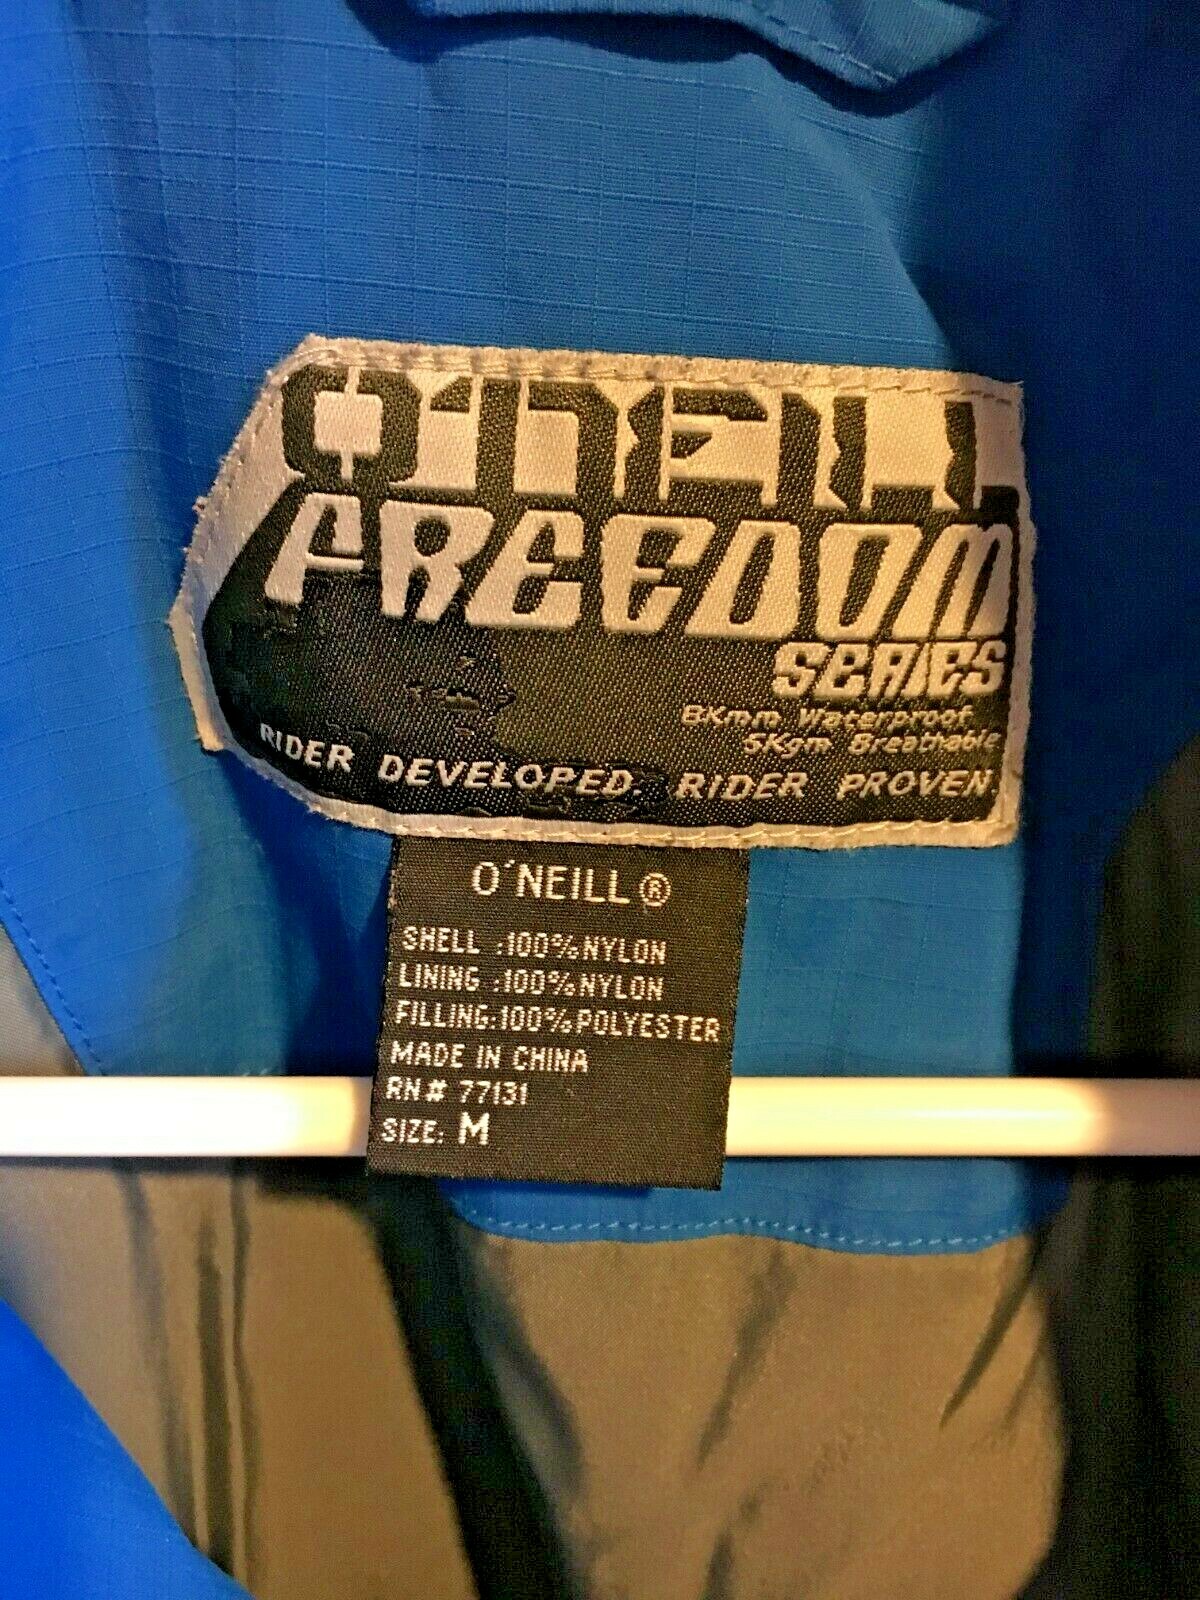 O'NEILL
FREEDOM
SERIES
8Kmm Waterproof
5Kgm Breathable
RIDER DEVELOPED. RIDER PROVEN.
O'NEILL®
SHELL :100%NYLON
LINING :100%NYLON
FILLING:100%POLYESTER
MADE IN CHINA
RN# 77131
SIZE: M